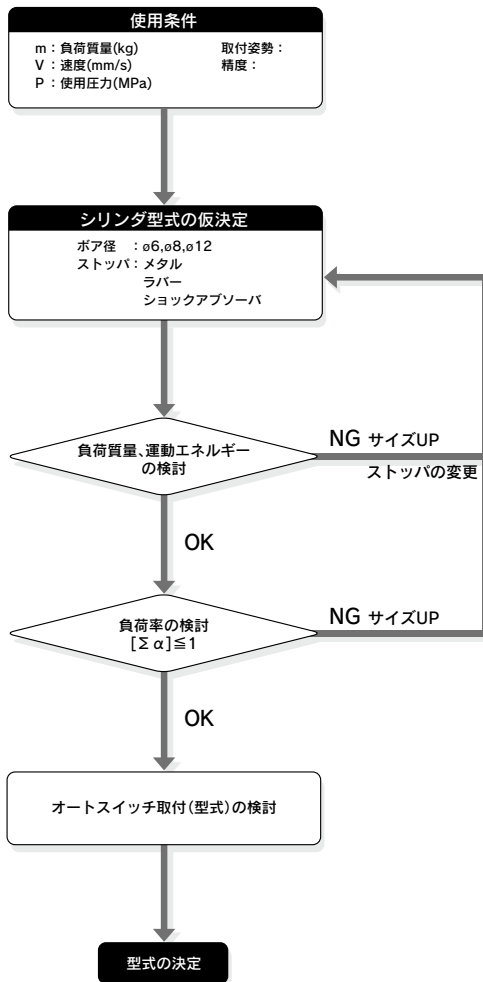 使用条件
m：負荷質量(kg) 取付姿勢：
V：速度(mm/s) 精度：
P：使用圧力(MPa)
シリンダ型式の仮決定
ボア径 ：ø6,ø8,ø12
ストッパ：メタル
ラバー
ショックアブソーバ
負荷質量、運動エネルギー
の検討
NG サイズUP
ストッパの変更
OK
負荷率の検討
[Σα]≦1
NG サイズUP
OK
オートスイッチ取付(型式)の検討
型式の決定